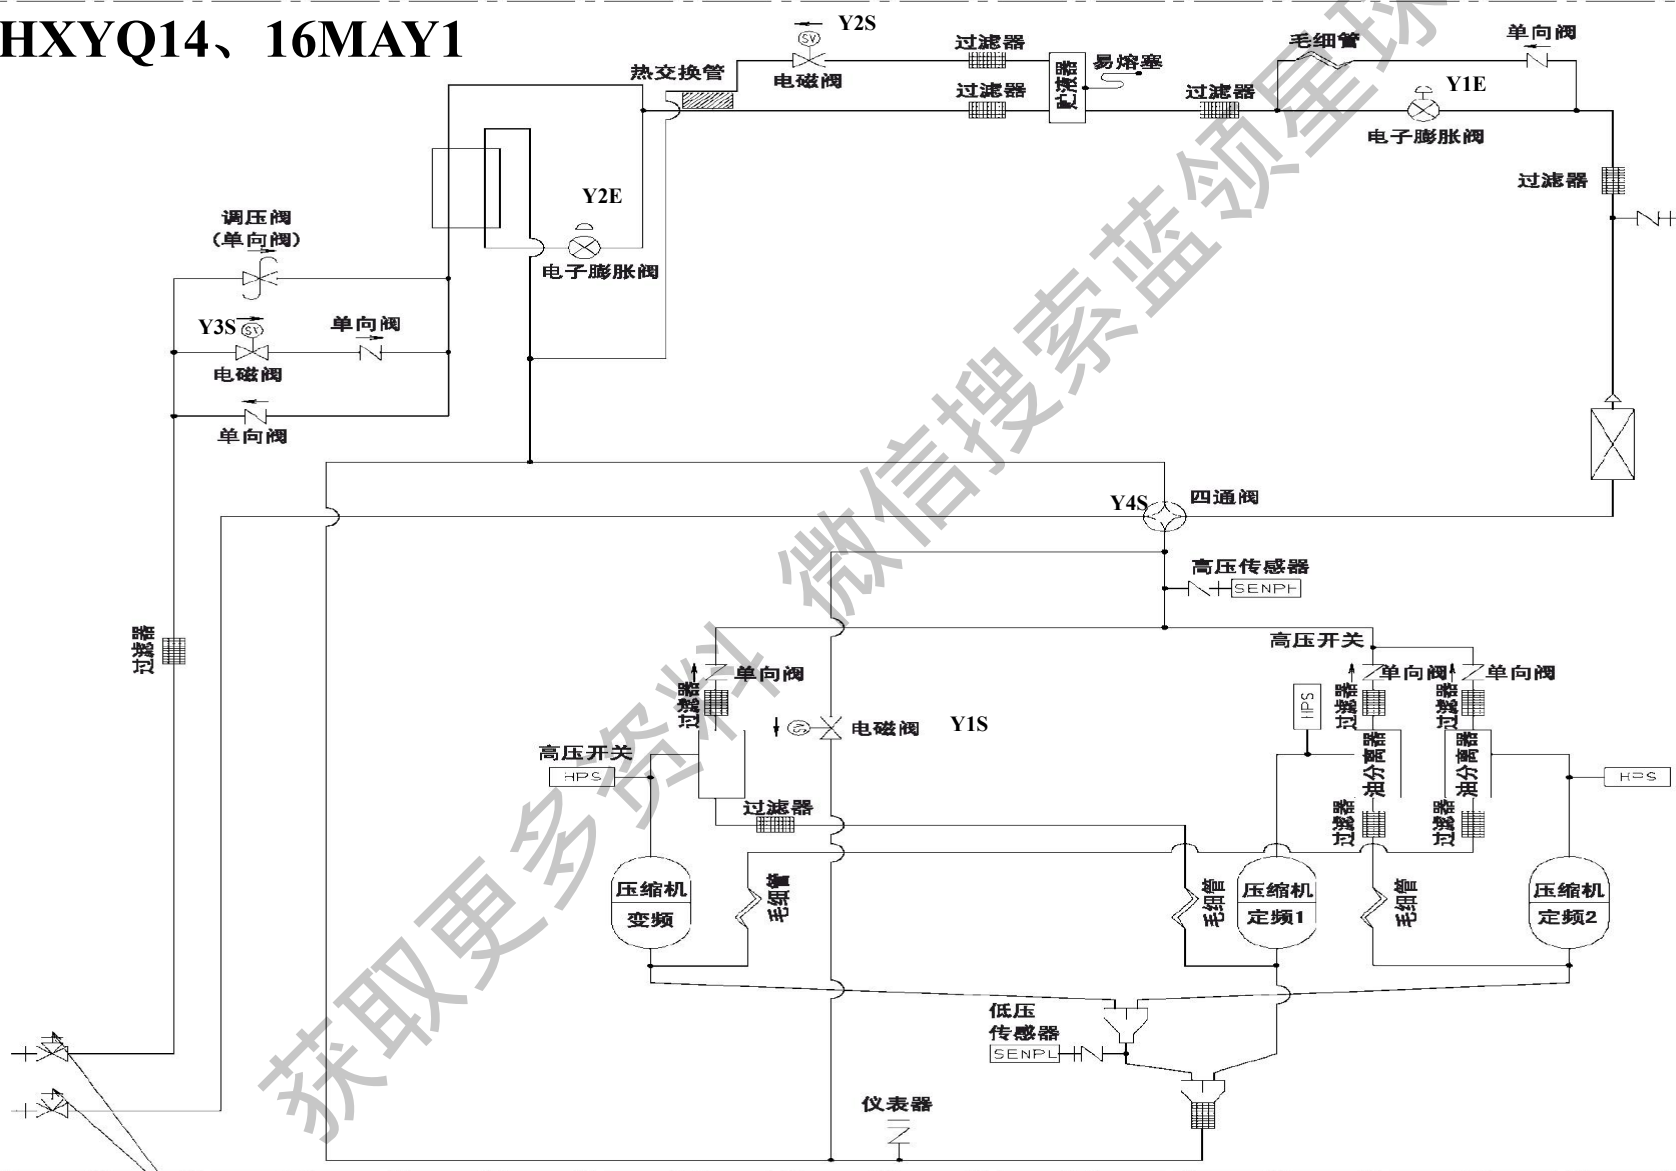 HXYQ14、16MAY1
Y2S
SV
电磁阀
热交换管
过滤器
过滤器
贮液器
易熔塞
过滤器
毛细管
单向阀
Y1E
电子膨胀阀
过滤器
Y2E
电子膨胀阀
调压阀
(单向阀)
Y3S
SV
单向阀
电磁阀
单向阀
Y4S
四通阀
高压传感器
SENPH
过滤器
高压开关
单向阀
过滤器
SV
电磁阀
Y1S
高压开关
HPS
过滤器
HPS
单向阀
过滤器
油分离器
过滤器
单向阀
过滤器
油分离器
过滤器
HPS
压缩机
变频
毛细管
毛细管
压缩机
定频1
毛细管
压缩机
定频2
低压
传感器
SENPL
仪表器
获取更多资料 微信搜索蓝领星球